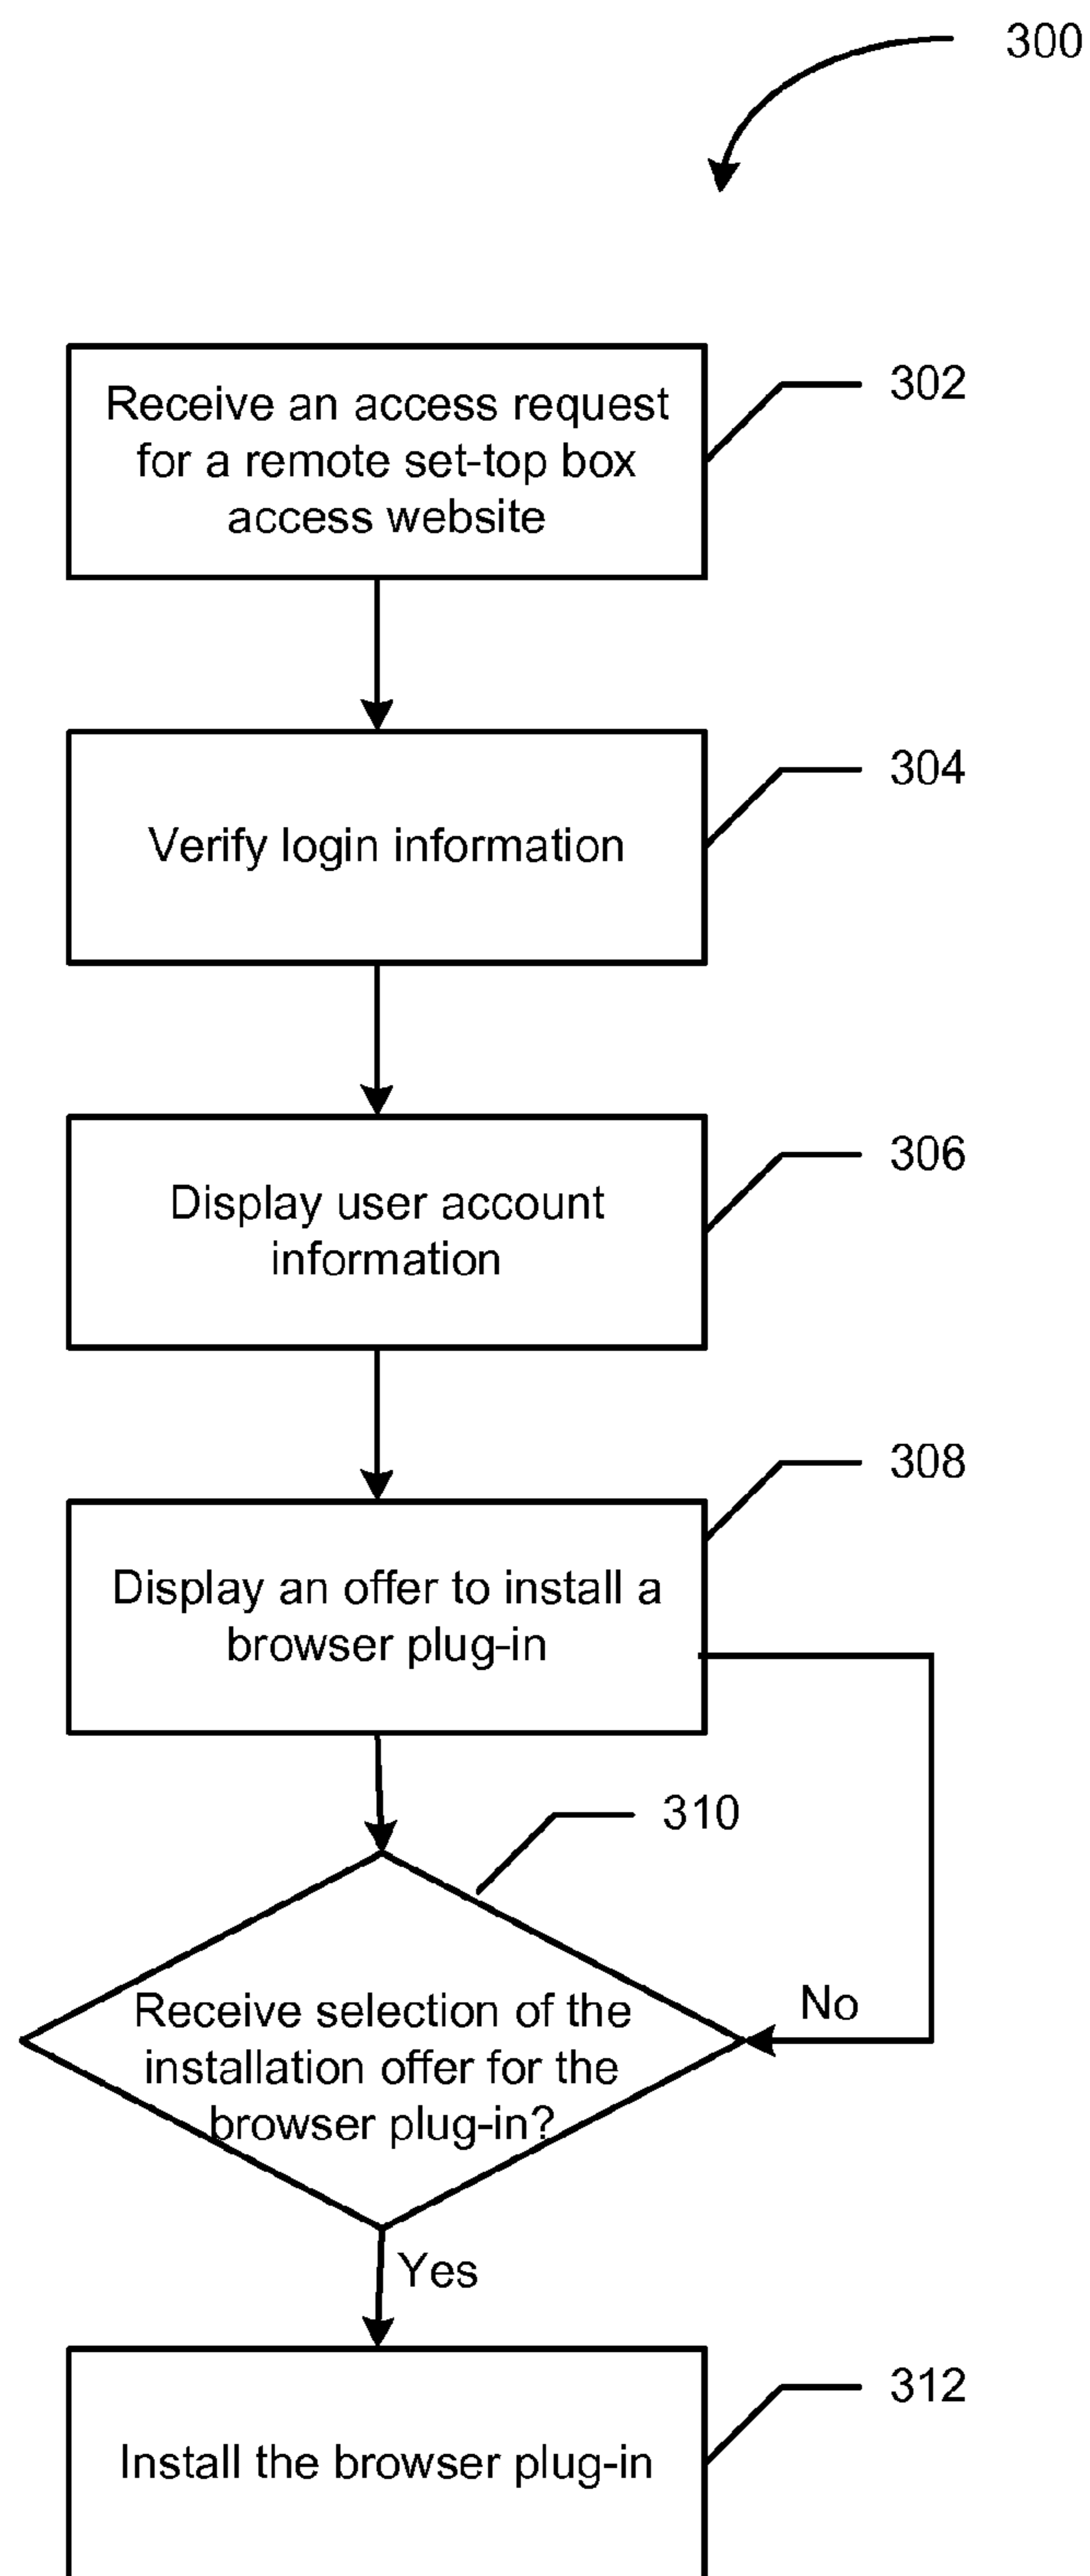 300
Receive an access request
for a remote set-top box
access website
302
Verify login information
304
Display user account
information
306
Display an offer to install a
browser plug-in
308
310
Receive selection of the
installation offer for the
browser plug-in?
No
Yes
Install the browser plug-in
312